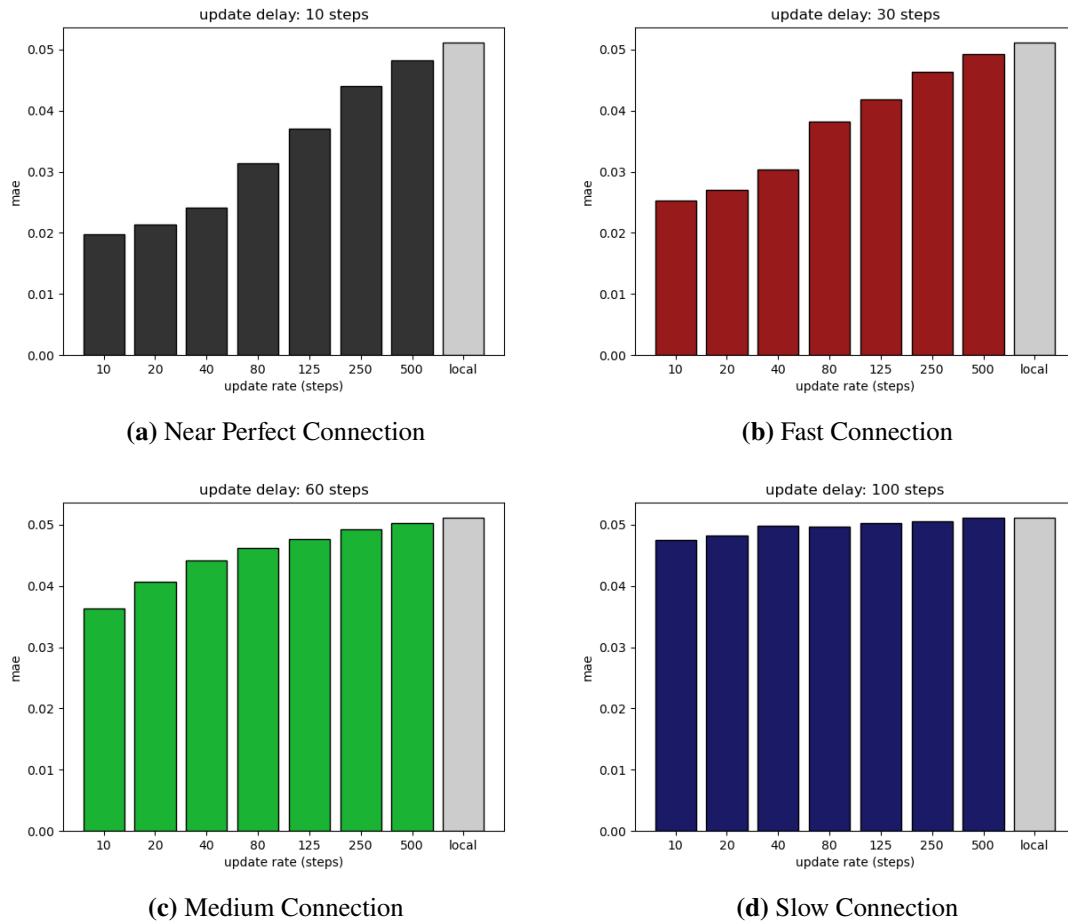 update delay: 10 steps
0.05
0.04
0.03
0.02
0.01
0.00
mae
10 20 40 80 125 250 500 local
update rate (steps)
(a) Near Perfect Connection
update delay: 30 steps
0.05
0.04
0.03
0.02
0.01
0.00
mae
10 20 40 80 125 250 500 local
update rate (steps)
(b) Fast Connection
update delay: 60 steps
0.05
0.04
0.03
0.02
0.01
0.00
mae
10 20 40 80 125 250 500 local
update rate (steps)
(c) Medium Connection
update delay: 100 steps
0.05
0.04
0.03
0.02
0.01
0.00
mae
10 20 40 80 125 250 500 local
update rate (steps)
(d) Slow Connection